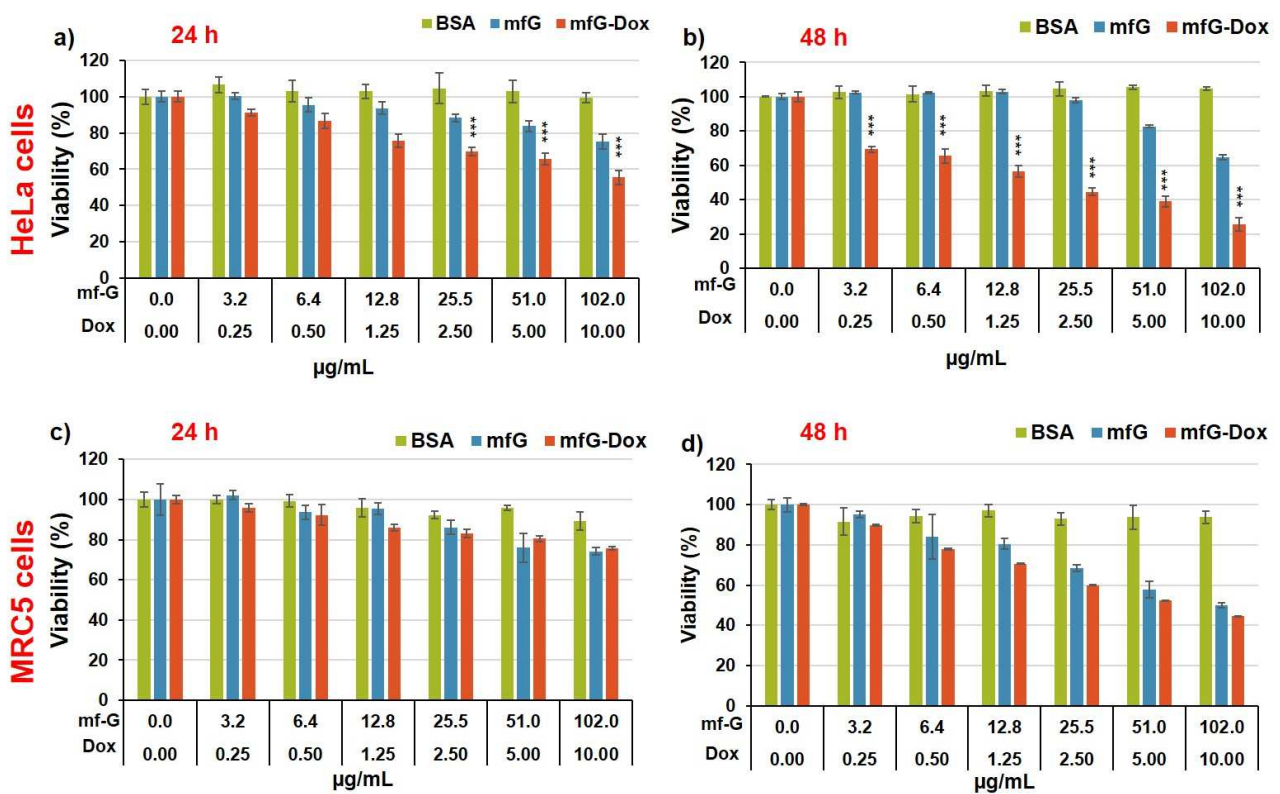 a) 24 h
BSA mfG mfG-Dox
HeLa cells
Viability (%)
120
100
80
60
40
20
0
*** *** ***
mf-G 0.0 3.2 6.4 12.8 25.5 51.0 102.0
Dox 0.00 0.25 0.50 1.25 2.50 5.00 10.00
µg/mL
b) 48 h
BSA mfG mfG-Dox
Viability (%)
120
100
80
60
40
20
0
*** *** *** *** *** ***
mf-G 0.0 3.2 6.4 12.8 25.5 51.0 102.0
Dox 0.00 0.25 0.50 1.25 2.50 5.00 10.00
µg/mL
c) 24 h
BSA mfG mfG-Dox
MRC5 cells
Viability (%)
120
100
80
60
40
20
0
mf-G 0.0 3.2 6.4 12.8 25.5 51.0 102.0
Dox 0.00 0.25 0.50 1.25 2.50 5.00 10.00
µg/mL
d) 48 h
BSA mfG mfG-Dox
Viability (%)
120
100
80
60
40
20
0
mf-G 0.0 3.2 6.4 12.8 25.5 51.0 102.0
Dox 0.00 0.25 0.50 1.25 2.50 5.00 10.00
µg/mL